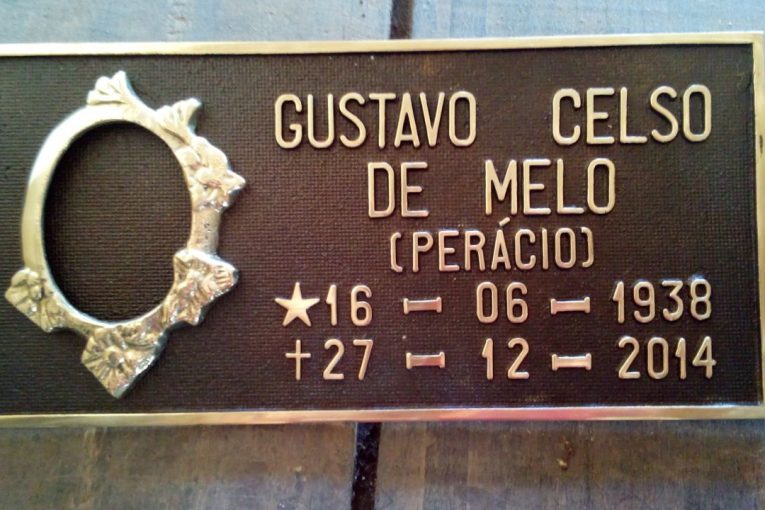 GUSTAVO CELSO
DE MELO
(PERÁCIO)
★16 - 06 - 1938
✝27 - 12 - 2014